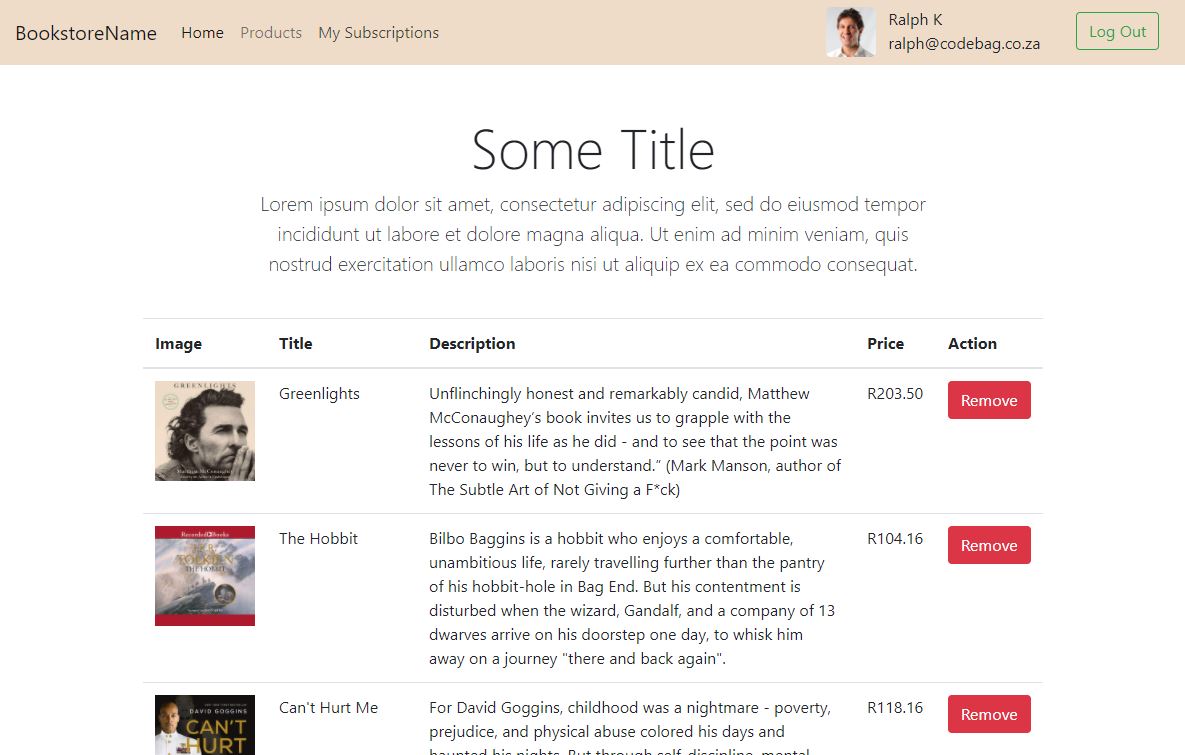 BookstoreName Home Products My Subscriptions
Ralph K
ralph@codebag.co.za
Log Out
Some Title
Lorem ipsum dolor sit amet, consectetur adipiscing elit, sed do eiusmod tempor
incididunt ut labore et dolore magna aliqua. Ut enim ad minim veniam, quis
nostrud exercitation ullamco laboris nisi ut aliquip ex ea commodo consequat.
Image Title Description Price Action
GREENLIGHTS
Matthew McConaughey
Greenlights
Unflinchingly honest and remarkably candid, Matthew
McConaughey’s book invites us to grapple with the
lessons of his life as he did - and to see that the point was
never to win, but to understand.” (Mark Manson, author of
The Subtle Art of Not Giving a F*ck)
R203.50
Remove
Recorded Books
J.R.R.
TOLKIEN
THE HOBBIT
The Hobbit
Bilbo Baggins is a hobbit who enjoys a comfortable,
unambitious life, rarely travelling further than the pantry
of his hobbit-hole in Bag End. But his contentment is
disturbed when the wizard, Gandalf, and a company of 13
dwarves arrive on his doorstep one day, to whisk him
away on a journey "there and back again".
R104.16
Remove
DAVID GOGGINS
CAN'T
HURT
Can't Hurt Me
For David Goggins, childhood was a nightmare - poverty,
prejudice, and physical abuse colored his days and
haunted his nights. But through self-discipline, mental
R118.16
Remove